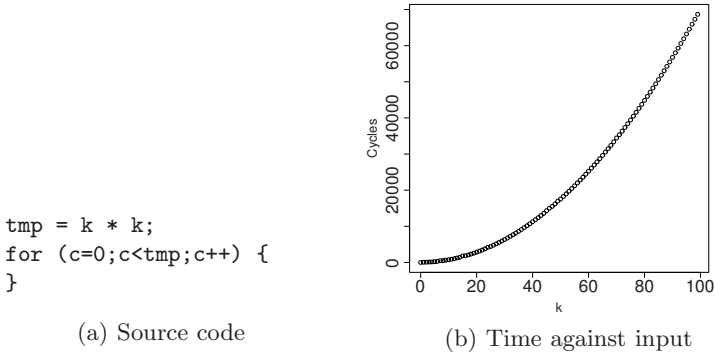 tmp = k * k;
for (c=0;c<tmp;c++) {
}
(a) Source code
Cycles
60000
40000
20000
0
0 20 40 60 80 100
k
(b) Time against input